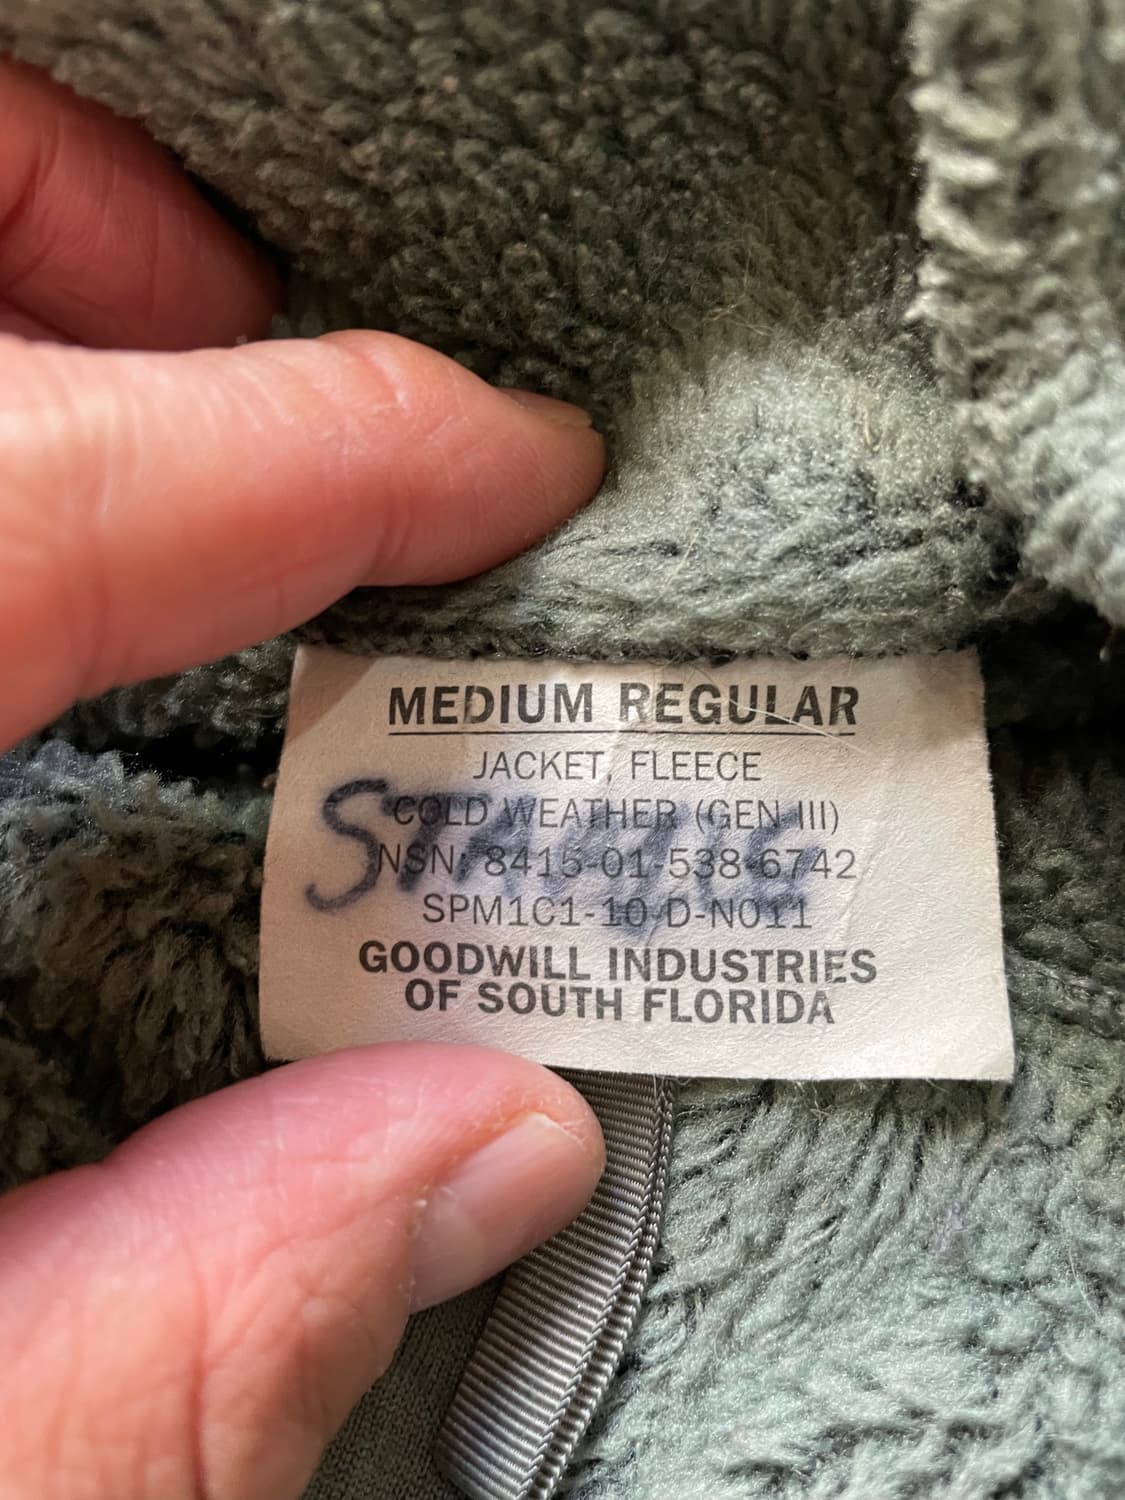 MEDIUM REGULAR
JACKET, FLEECE
COLD WEATHER (GEN III)
NSN: 8415-01-538-6742
SPM1C1-10-D-N011
GOODWILL INDUSTRIES
OF SOUTH FLORIDA